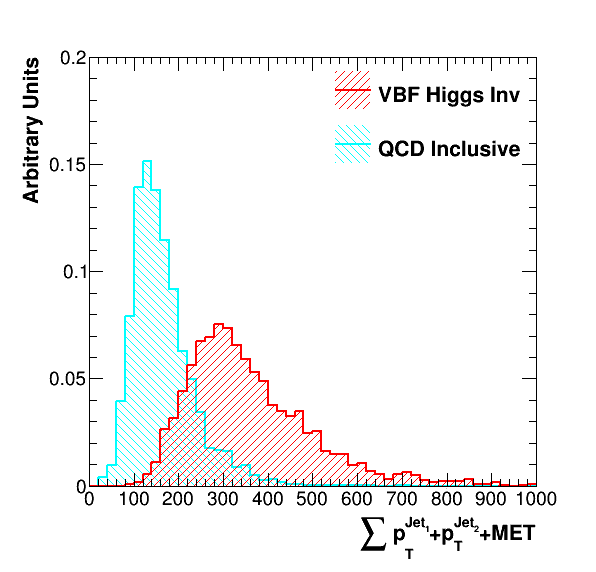 Arbitrary Units
0.2
0.15
0.1
0.05
0
VBF Higgs Inv
QCD Inclusive
0 100 200 300 400 500 600 700 800 900 1000
∑ p_T^{Jet_1}+p_T^{Jet_2}+MET